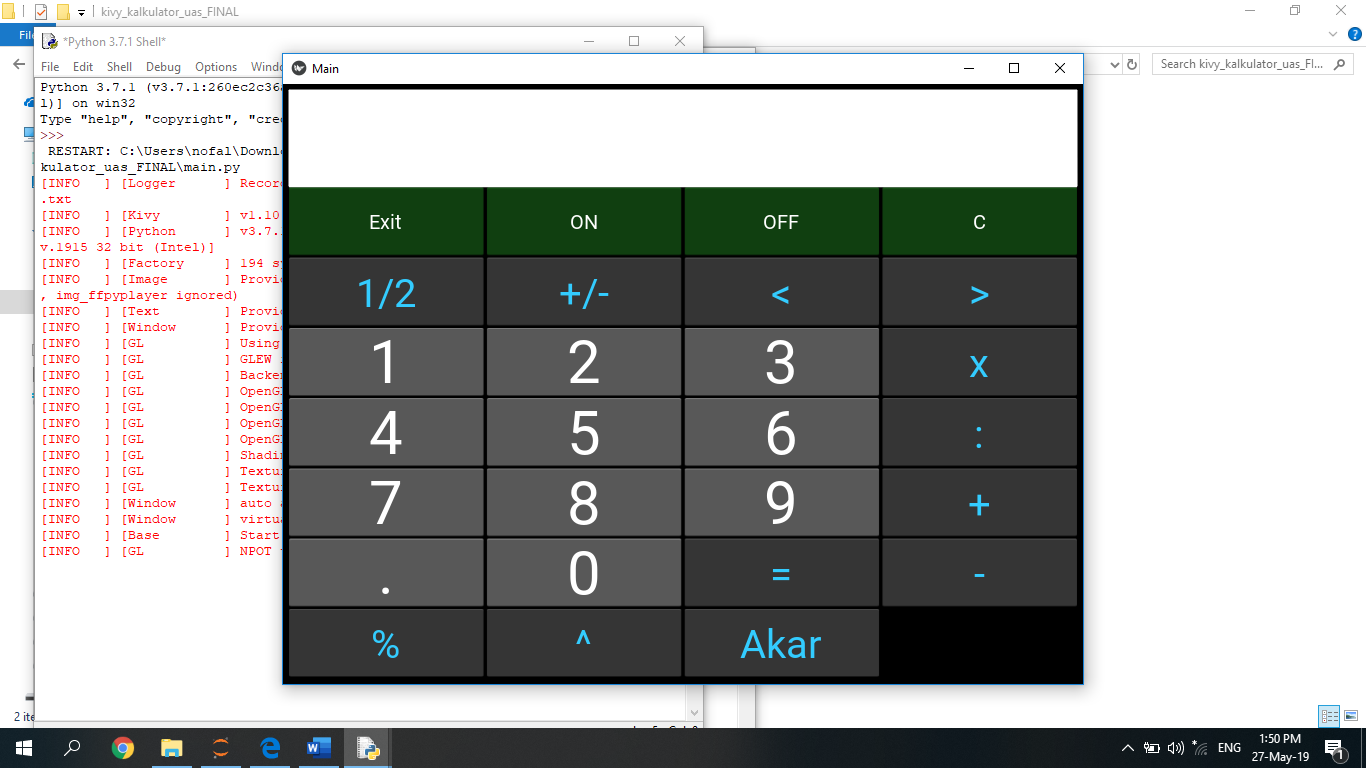 kivy_kalkulator_uas_FINAL
*Python 3.7.1 Shell*
File Edit Shell Debug Options
Search kivy_kalkulator_uas_FI...
Python 3.7.1 (v3.7.1:260ec2c36
l)] on win32
Type "help", "copyright", "cre
>>>
RESTART: C:\Users\nofal\Downl
kulator_uas_FINAL\main.py
[INFO ] [Logger ] Recor
.txt
[INFO ] [Kivy ] v1.10
[INFO ] [Python ] v3.7.
v.1915 32 bit (Intel)]
[INFO ] [Factory ] 194 s
[INFO ] [Image ] Provi
, img_ffpyplayer ignored)
[INFO ] [Text ] Provi
[INFO ] [Window ] Provi
[INFO ] [GL ] Using
[INFO ] [GL ] GLEW
[INFO ] [GL ] Backe
[INFO ] [GL ] OpenG
[INFO ] [GL ] OpenG
[INFO ] [GL ] OpenG
[INFO ] [GL ] OpenG
[INFO ] [GL ] Shadi
[INFO ] [GL ] Textu
[INFO ] [GL ] Textu
[INFO ] [Window ] auto
[INFO ] [Window ] virtu
[INFO ] [Base ] Start
[INFO ] [GL ] NPOT
Main
Exit ON OFF C
1/2 +/- < >
1 2 3 x
4 5 6 :
7 8 9 +
. 0 = -
% ^ Akar
ENG
1:50 PM
27-May-19
1